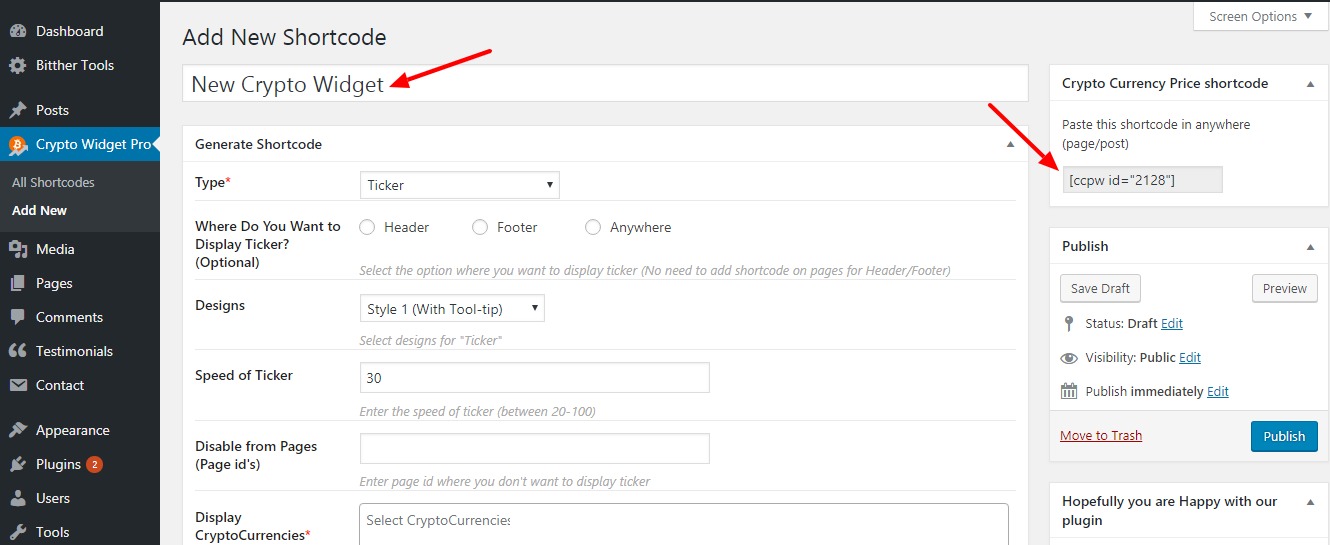 Dashboard
Bitther Tools
Posts
Crypto Widget Pro
All Shortcodes
Add New
Media
Pages
Comments
Testimonials
Contact
Appearance
Plugins 2
Users
Tools
Screen Options
Add New Shortcode
New Crypto Widget
Generate Shortcode
Type*
Ticker
Where Do You Want to
Display Ticker?
(Optional)
Header Footer Anywhere
Select the option where you want to display ticker (No need to add shortcode on pages for Header/Footer)
Designs
Style 1 (With Tool-tip)
Select designs for "Ticker"
Speed of Ticker
30
Enter the speed of ticker (between 20-100)
Disable from Pages
(Page id's)
Enter page id where you don't want to display ticker
Display
CryptoCurrencies*
Select CryptoCurrencies
Crypto Currency Price shortcode
Paste this shortcode in anywhere
(page/post)
[ccpw id="2128"]
Publish
Save Draft
Preview
Status: Draft Edit
Visibility: Public Edit
Publish immediately Edit
Move to Trash
Publish
Hopefully you are Happy with our
plugin